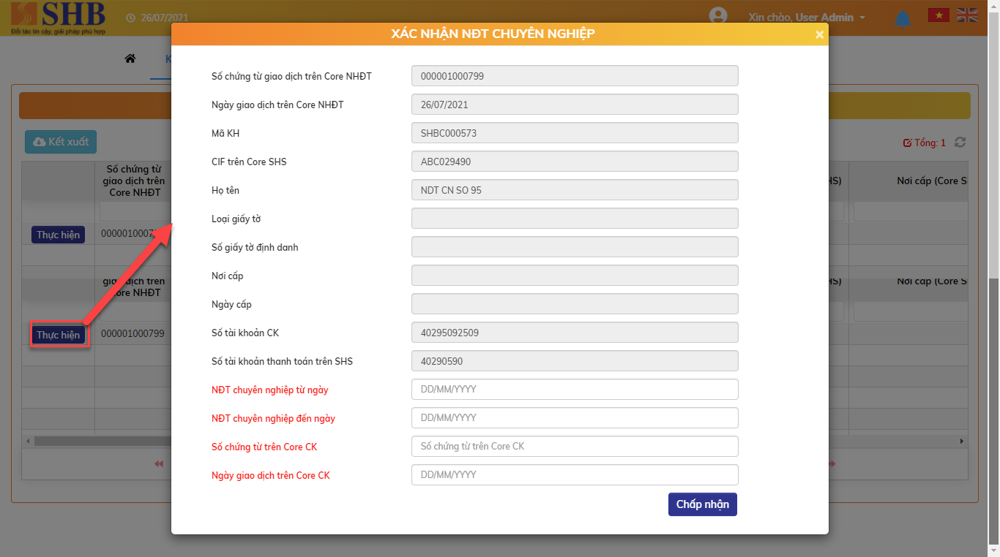 SHB
Đối tác tin cậy, giải pháp phù hợp
26/07/2021
Xin chào, User Admin
XÁC NHẬN NĐT CHUYÊN NGHIỆP
×
K
Số chứng từ giao dịch trên Core NHĐT
000001000799
Ngày giao dịch trên Core NHĐT
26/07/2021
Mã KH
SHBC000573
CIF trên Core SHS
ABC029490
Họ tên
NDT CN SO 95
Loại giấy tờ
Số giấy tờ định danh
Nơi cấp
Ngày cấp
Số tài khoản CK
40295092509
Số tài khoản thanh toán trên SHS
40290590
NĐT chuyên nghiệp từ ngày
DD/MM/YYYY
NĐT chuyên nghiệp đến ngày
DD/MM/YYYY
Số chứng từ trên Core CK
Số chứng từ trên Core CK
Ngày giao dịch trên Core CK
DD/MM/YYYY
Chấp nhận
Kết xuất
Tổng: 1
Số chứng từ
giao dịch trên
Core NHĐT
HS)
Nơi cấp (Core S
Thực hiện
0000010007
giao dịch trên
Core NHĐT
HS)
Nơi cấp (Core S
Thực hiện
000001000799